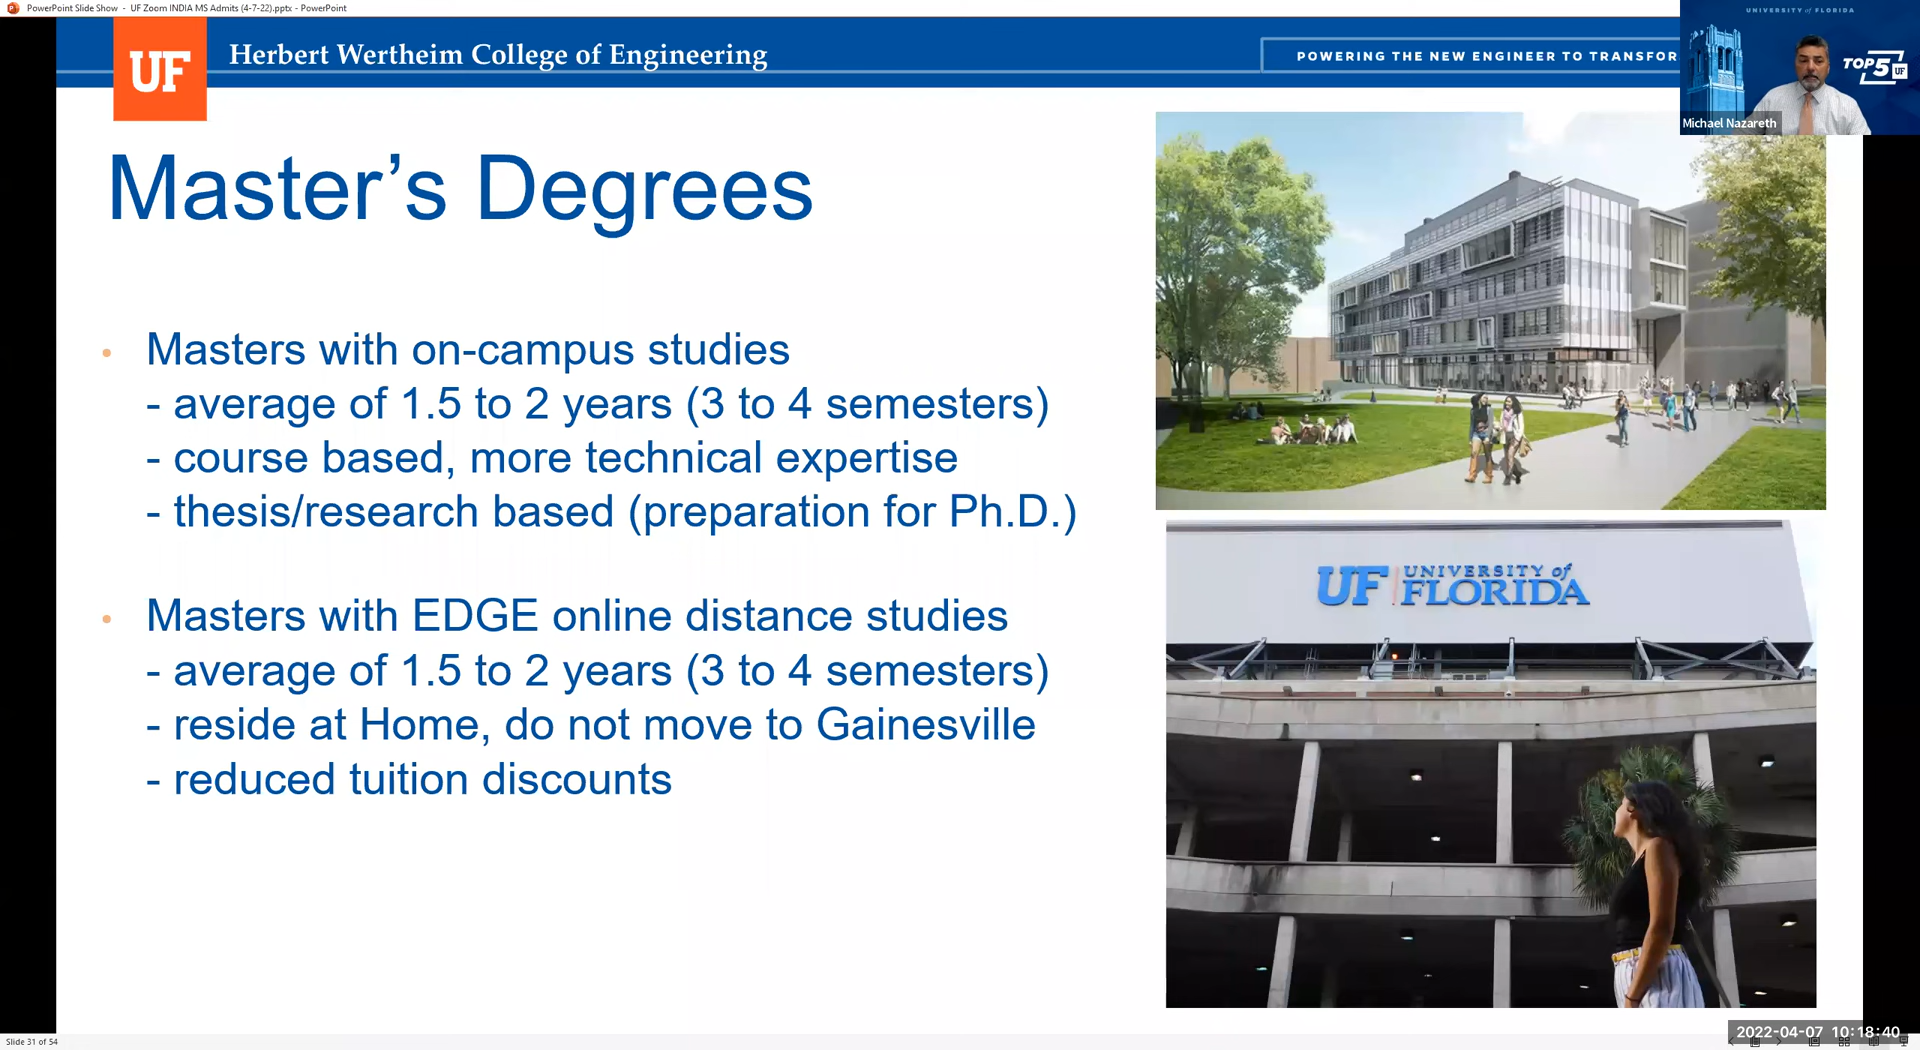 PowerPoint Slide Show - UF Zoom INDIA MS Admits (4-7-22).pptx - PowerPoint
UNIVERSITY of FLORIDA
UF
Herbert Wertheim College of Engineering
POWERING THE NEW ENGINEER TO TRANSFOR
TOP 5 UF
Michael Nazareth
Master’s Degrees
• Masters with on-campus studies
- average of 1.5 to 2 years (3 to 4 semesters)
- course based, more technical expertise
- thesis/research based (preparation for Ph.D.)
UF UNIVERSITY of
FLORIDA
• Masters with EDGE online distance studies
- average of 1.5 to 2 years (3 to 4 semesters)
- reside at Home, do not move to Gainesville
- reduced tuition discounts
2022-04-07 10:18:40
Slide 31 of 54